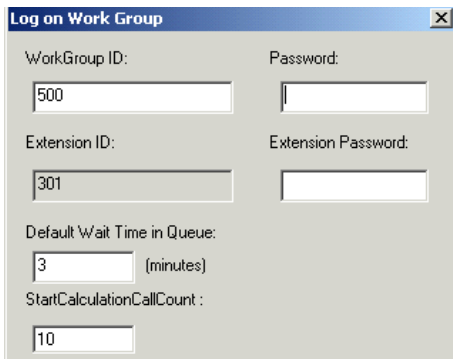 Log on Work Group
WorkGroup ID: Password:
500
Extension ID: Extension Password:
301
Default Wait Time in Queue:
3 (minutes)
StartCalculationCallCount :
10